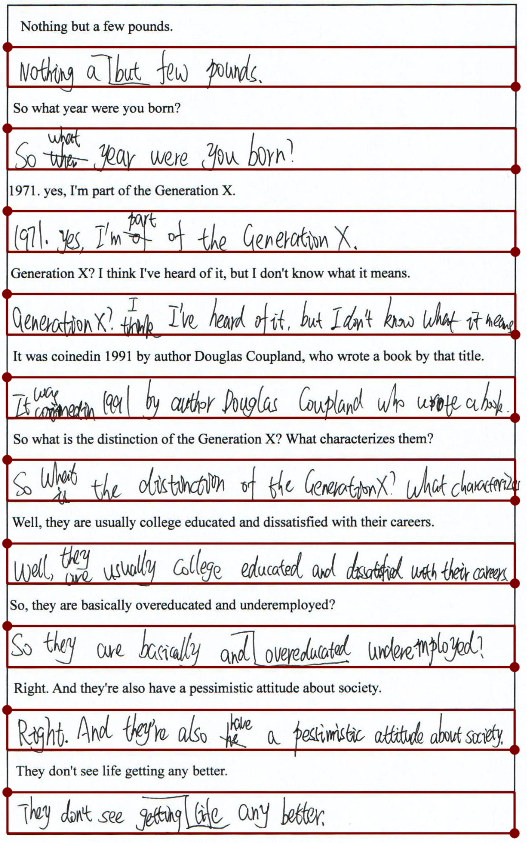 Nothing but a few pounds.
Nothing a but few pounds.
So what year were you born?
So what year were you born?
1971. yes, I'm part of the Generation X.
1971. Yes, I'm part of the Generation X.
Generation X? I think I've heard of it, but I don't know what it means.
Generation X? I think I've heard of it, but I don't know what it means
It was coinedin 1991 by author Douglas Coupland, who wrote a book by that title.
It was 1991 by author Douglas Coupland who wrote a book.
So what is the distinction of the Generation X? What characterizes them?
So what is the distinction of the Generation X? What characterizes
Well, they are usually college educated and dissatisfied with their careers.
Well, they are usually college educated and dissatisfied with their careers
So, they are basically overeducated and underemployed?
So they are basically and overeducated underemployed?
Right. And they're also have a pessimistic attitude about society.
Right. And they're also have a pessimistic attitude about society.
They don't see life getting any better.
They don't see getting life any better.